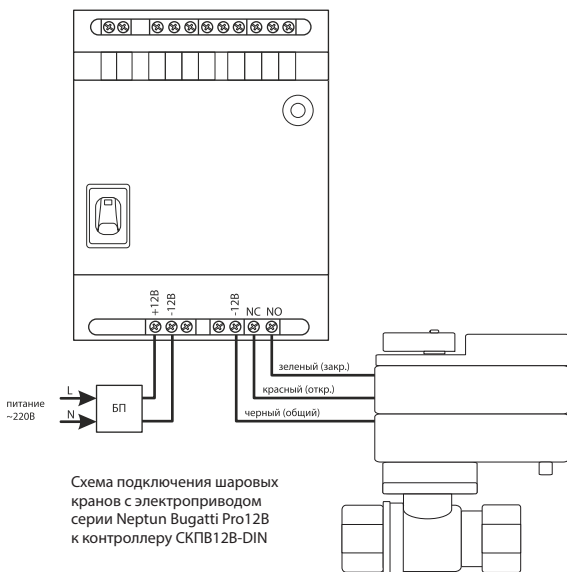 +12В
-12В
-12В
NC
NO
зеленый (закр.)
красный (откр.)
черный (общий)
L
питание
~220В
N
БП
Схема подключения шаровых
кранов с электроприводом
серии Neptun Bugatti Pro12В
к контроллеру СКПВ12В-DIN